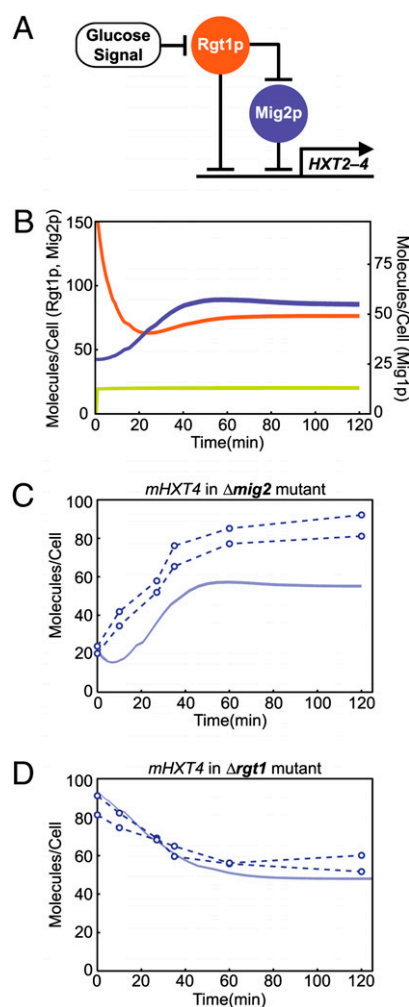 A
Glucose
Signal
Rgt1p
Mig2p
HXT2–4
B
Molecules/Cell (Rgt1p, Mig2p)
150
100
50
0
75
50
25
0
Molecules/Cell (Mig1p)
0 20 40 60 80 100 120
Time(min)
C
mHXT4 in Δmig2 mutant
Molecules/Cell
100
80
60
40
20
0
0 20 40 60 80 100 120
Time(min)
D
mHXT4 in Δrgt1 mutant
Molecules/Cell
100
80
60
40
20
0
0 20 40 60 80 100 120
Time(min)